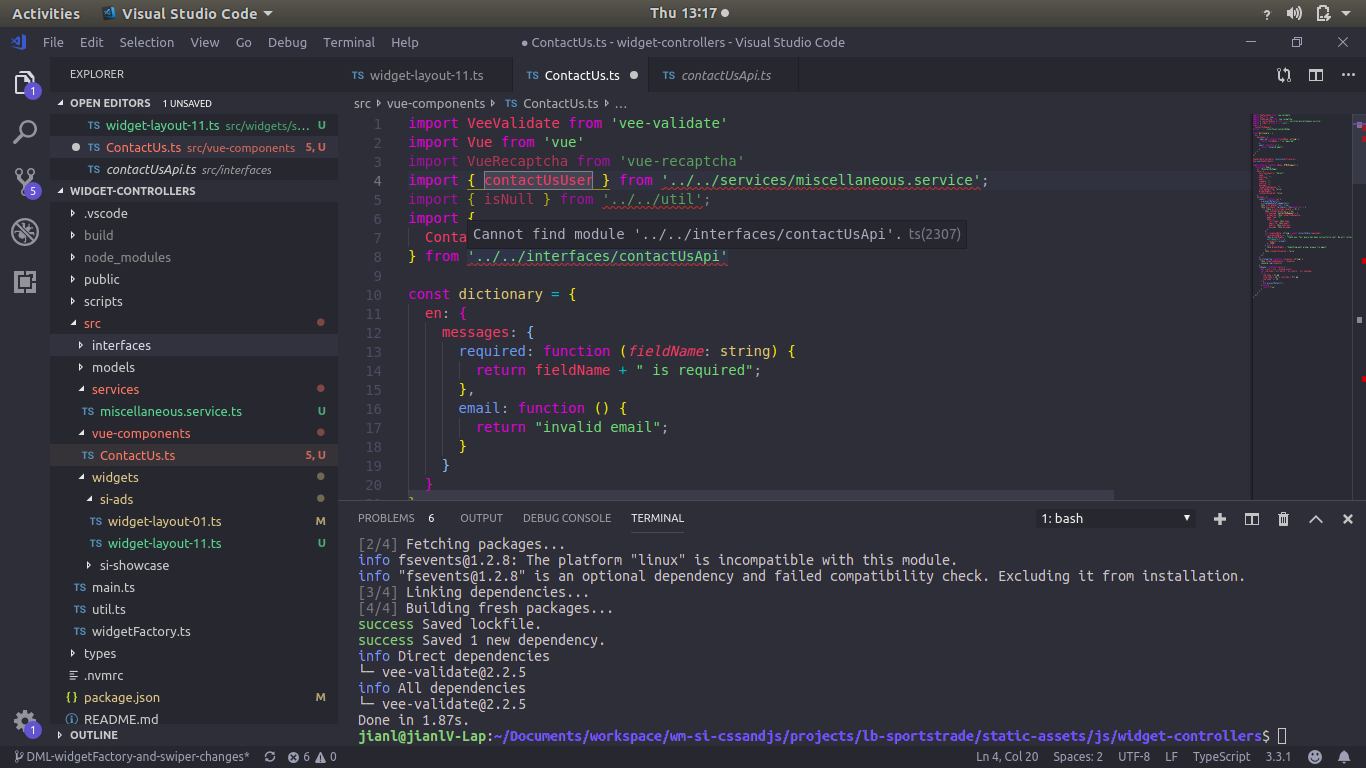 Activities
Visual Studio Code
Thu 13:17
File Edit Selection View Go Debug Terminal Help
● ContactUs.ts - widget-controllers - Visual Studio Code
EXPLORER
OPEN EDITORS 1 UNSAVED
TS widget-layout-11.ts src/widgets/s... U
TS ContactUs.ts src/vue-components 5, U
TS contactUsApi.ts src/interfaces
WIDGET-CONTROLLERS
.vscode
build
node_modules
public
scripts
src
interfaces
models
services
TS miscellaneous.service.ts U
vue-components
TS ContactUs.ts 5, U
widgets
si-ads
TS widget-layout-01.ts M
TS widget-layout-11.ts U
si-showcase
TS main.ts
TS util.ts
TS widgetFactory.ts
types
.nvmrc
{} package.json M
README.md
OUTLINE
1
5
1
TS widget-layout-11.ts
TS ContactUs.ts
TS contactUsApi.ts
src vue-components TS ContactUs.ts ...
1 import VeeValidate from 'vee-validate'
2 import Vue from 'vue'
3 import VueRecaptcha from 'vue-recaptcha'
4 import { contactUsUser } from '../../services/miscellaneous.service';
5 import { isNull } from '../../util';
6 import {
Cannot find module '../../interfaces/contactUsApi'. ts(2307)
7 Conta
8 } from '../../interfaces/contactUsApi'
9
10 const dictionary = {
11 en: {
12 messages: {
13 required: function (fieldName: string) {
14 return fieldName + " is required";
15 },
16 email: function () {
17 return "invalid email";
18 }
19 }
20 }
PROBLEMS 6 OUTPUT DEBUG CONSOLE TERMINAL
1: bash
[2/4] Fetching packages...
info fsevents@1.2.8: The platform "linux" is incompatible with this module.
info "fsevents@1.2.8" is an optional dependency and failed compatibility check. Excluding it from installation.
[3/4] Linking dependencies...
[4/4] Building fresh packages...
success Saved lockfile.
success Saved 1 new dependency.
info Direct dependencies
└─ vee-validate@2.2.5
info All dependencies
└─ vee-validate@2.2.5
Done in 1.87s.
jianl@jianlV-Lap:~/Documents/workspace/wm-si-cssandjs/projects/lb-sportstrade/static-assets/js/widget-controllers$
DML-widgetFactory-and-swiper-changes* 6 0
Ln 4, Col 20 Spaces: 2 UTF-8 LF TypeScript 3.3.1